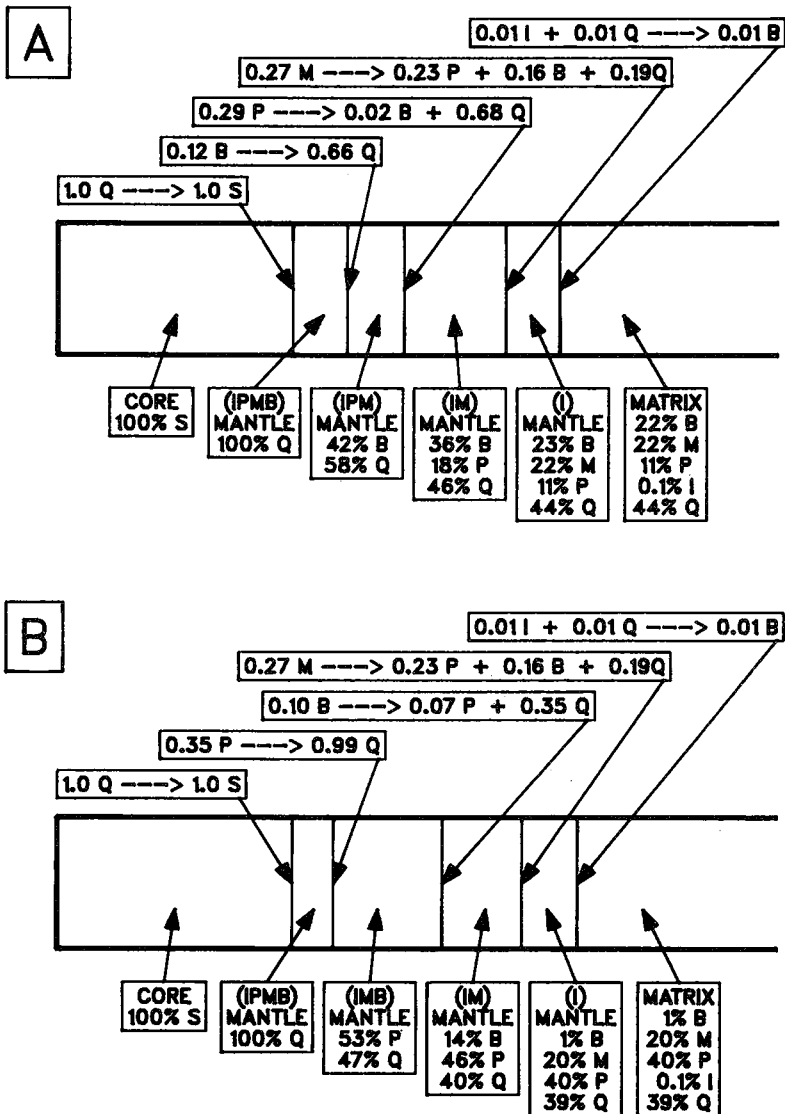 A
0.01 I + 0.01 Q ---> 0.01 B
0.27 M ---> 0.23 P + 0.16 B + 0.19Q
0.29 P ---> 0.02 B + 0.68 Q
0.12 B ---> 0.66 Q
1.0 Q ---> 1.0 S
CORE
100% S
(IPMB)
MANTLE
100% Q
(IPM)
MANTLE
42% B
58% Q
(IM)
MANTLE
36% B
18% P
46% Q
(I)
MANTLE
23% B
22% M
11% P
44% Q
MATRIX
22% B
22% M
11% P
0.1% I
44% Q
B
0.01 I + 0.01 Q ---> 0.01 B
0.27 M ---> 0.23 P + 0.16 B + 0.19Q
0.10 B ---> 0.07 P + 0.35 Q
0.35 P ---> 0.99 Q
1.0 Q ---> 1.0 S
CORE
100% S
(IPMB)
MANTLE
100% Q
(IMB)
MANTLE
53% P
47% Q
(IM)
MANTLE
14% B
46% P
40% Q
(I)
MANTLE
1% B
20% M
40% P
39% Q
MATRIX
1% B
20% M
40% P
0.1% I
39% Q